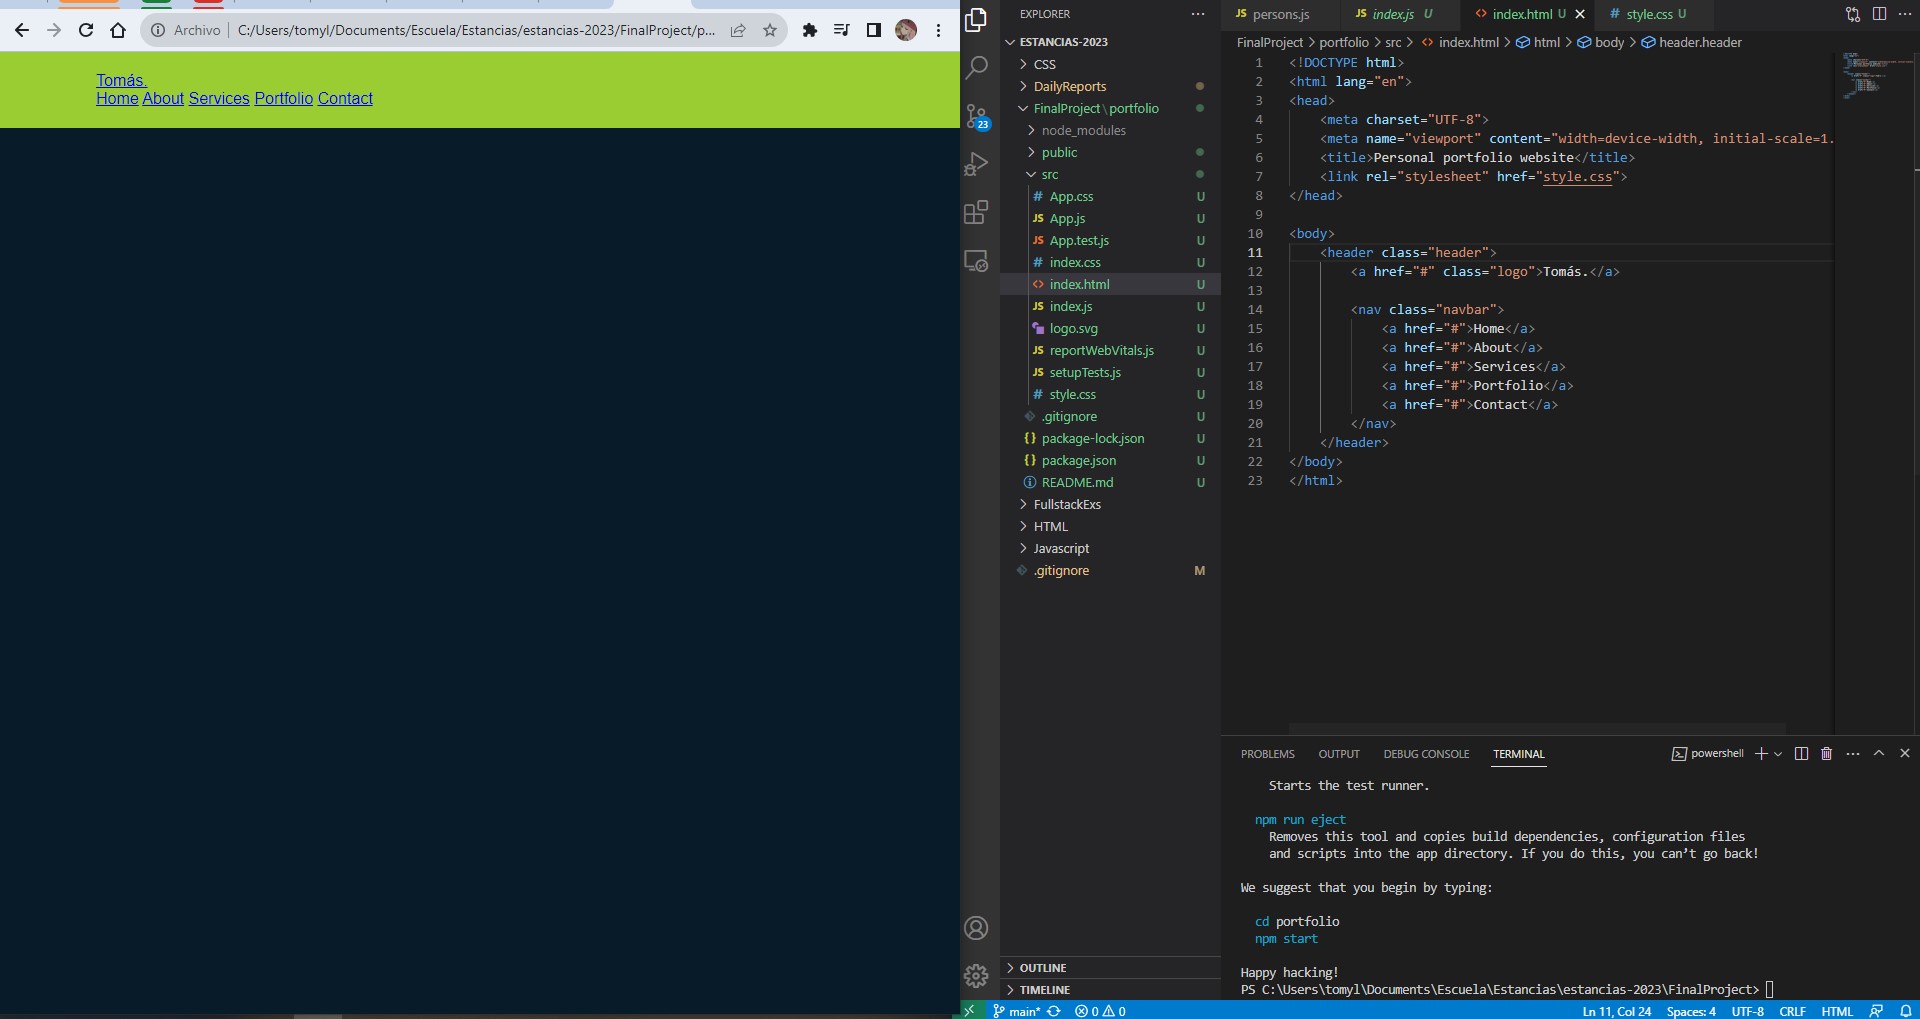 Archivo C:/Users/tomyl/Documents/Escuela/Estancias/estancias-2023/FinalProject/p...
Tomás.
Home About Services Portfolio Contact
EXPLORER
ESTANCIAS-2023
CSS
DailyReports
FinalProject\portfolio
node_modules
public
src
App.css U
JS App.js U
JS App.test.js U
index.css U
index.html U
JS index.js U
logo.svg U
JS reportWebVitals.js U
JS setupTests.js U
# style.css U
.gitignore U
{} package-lock.json U
{} package.json U
README.md U
FullstackExs
HTML
Javascript
.gitignore M
OUTLINE
TIMELINE
23
JS persons.js JS index.js U <> index.html U # style.css U
FinalProject > portfolio > src > <> index.html > html > body > header.header
1 <!DOCTYPE html>
2 <html lang="en">
3 <head>
4 <meta charset="UTF-8">
5 <meta name="viewport" content="width=device-width, initial-scale=1.
6 <title>Personal portfolio website</title>
7 <link rel="stylesheet" href="style.css">
8 </head>
9
10 <body>
11 <header class="header">
12 <a href="#" class="logo">Tomás.</a>
13
14 <nav class="navbar">
15 <a href="#">Home</a>
16 <a href="#">About</a>
17 <a href="#">Services</a>
18 <a href="#">Portfolio</a>
19 <a href="#">Contact</a>
20 </nav>
21 </header>
22 </body>
23 </html>
PROBLEMS OUTPUT DEBUG CONSOLE TERMINAL powershell
Starts the test runner.
npm run eject
Removes this tool and copies build dependencies, configuration files
and scripts into the app directory. If you do this, you can’t go back!
We suggest that you begin by typing:
cd portfolio
npm start
Happy hacking!
PS C:\Users\tomyl\Documents\Escuela\Estancias\estancias-2023\FinalProject>
main* 0 0 Ln 11, Col 24 Spaces: 4 UTF-8 CRLF HTML